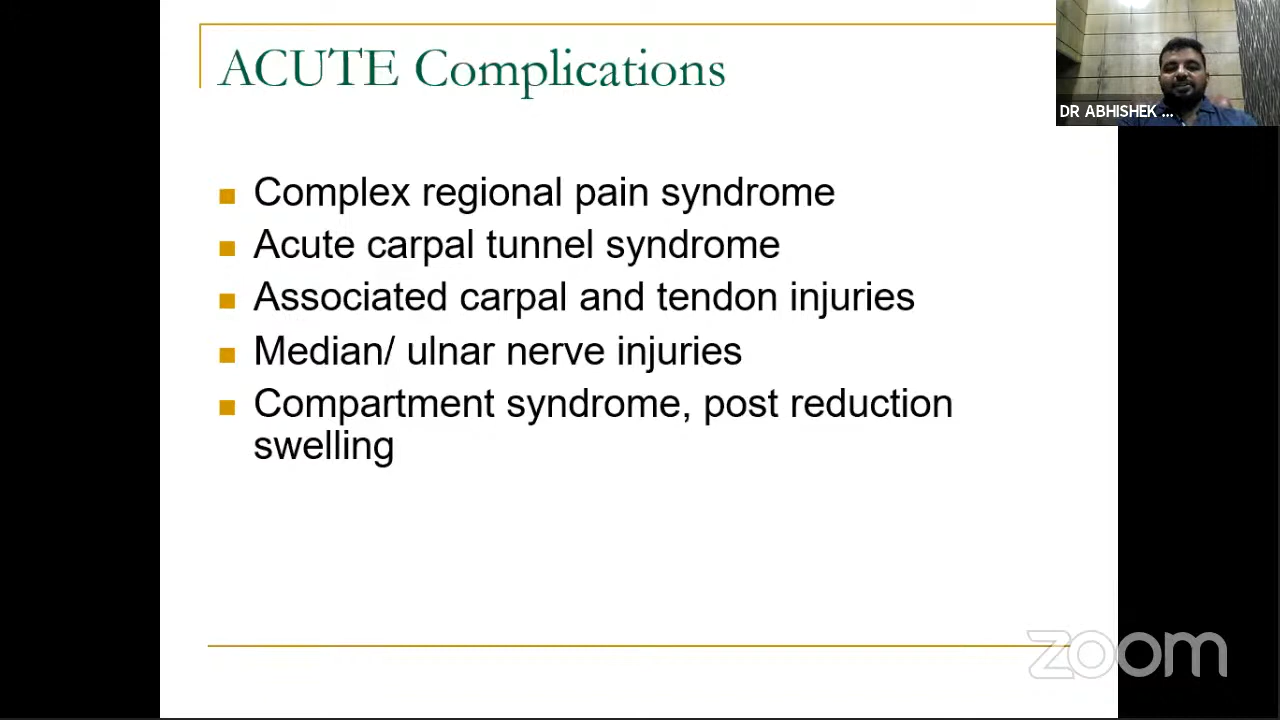 ACUTE Complications
DR ABHISHEK ...
Complex regional pain syndrome
Acute carpal tunnel syndrome
Associated carpal and tendon injuries
Median/ ulnar nerve injuries
Compartment syndrome, post reduction
swelling
zoom